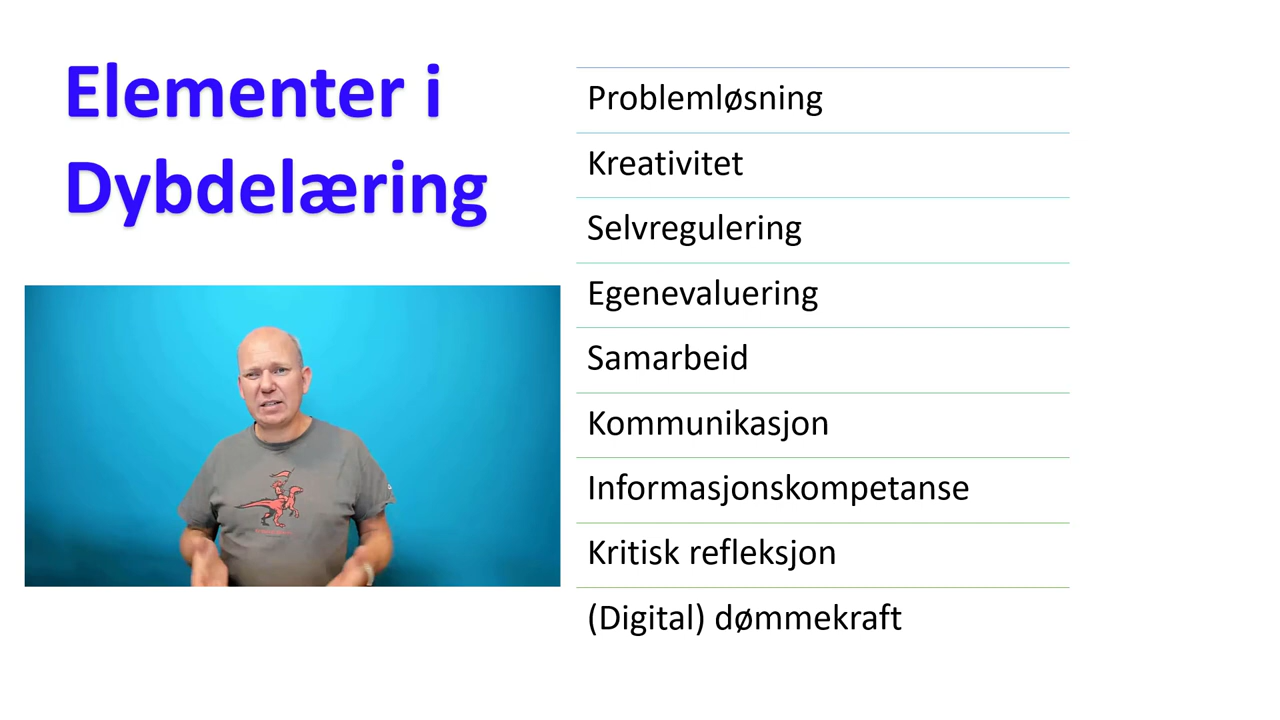 Elementer i
Dybdelæring
Problemløsning
Kreativitet
Selvregulering
Egenevaluering
Samarbeid
Kommunikasjon
Informasjonskompetanse
Kritisk refleksjon
(Digital) dømmekraft